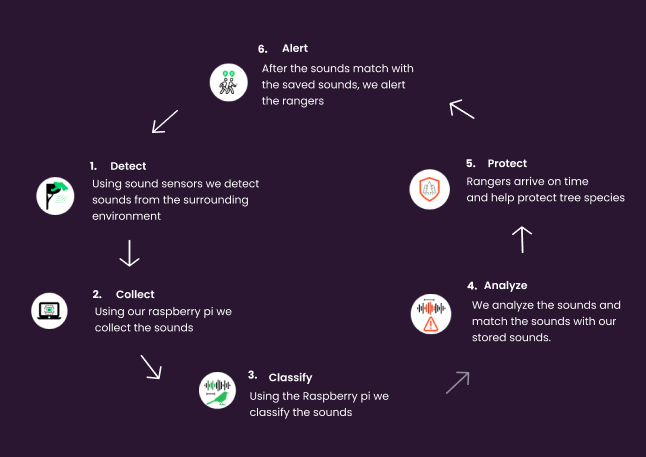 6. Alert
After the sounds match with
the saved sounds, we alert
the rangers
1. Detect
Using sound sensors we detect
sounds from the surrounding
environment
2. Collect
Using our raspberry pi we
collect the sounds
3. Classify
Using the Raspberry pi we
classify the sounds
4. Analyze
We analyze the sounds and
match the sounds with our
stored sounds.
5. Protect
Rangers arrive on time
and help protect tree species